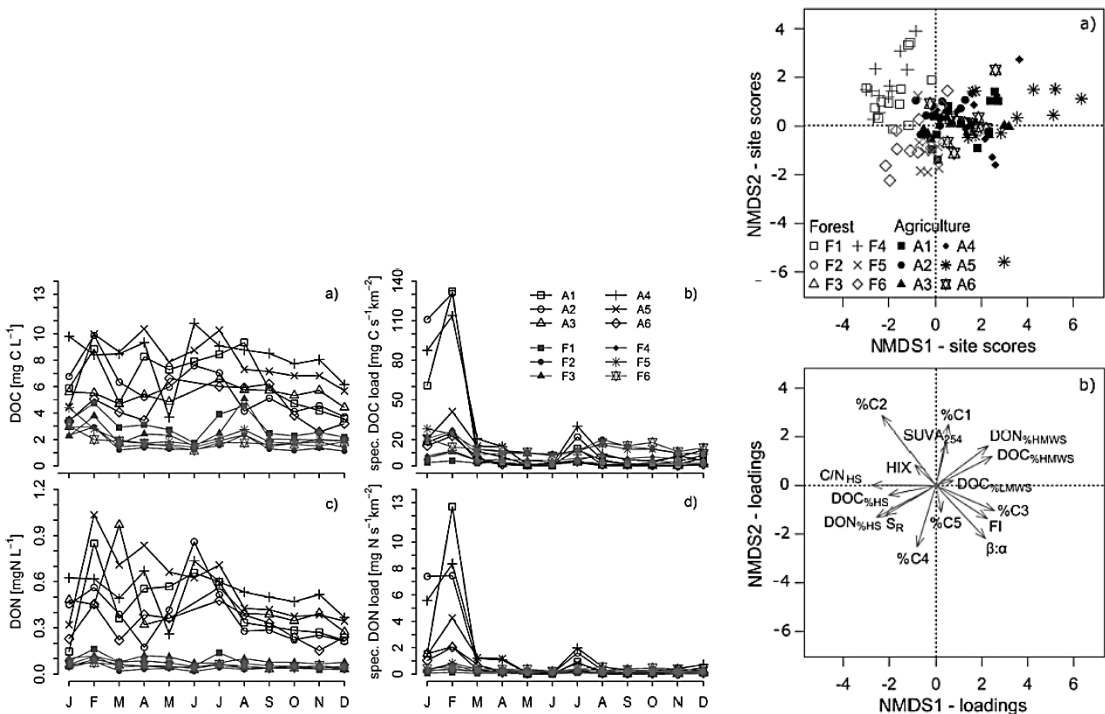 a)
DOC [mg C L⁻¹]
13
10
8
6
4
2
0
b)
spec. DOC load [mg C s⁻¹km⁻²]
140
110
80
50
20
0
A1 A4
A2 A5
A3 A6
F1 F4
F2 F5
F3 F6
c)
DON [mgN L⁻¹]
1.2
0.9
0.6
0.3
0.0
J F M A M J J A S O N D
d)
spec. DON load [mg N s⁻¹km⁻²]
13
10
8
6
4
2
0
J F M A M J J A S O N D
a)
NMDS2 - site scores
4
2
0
-2
-4
-6
Forest Agriculture
F1 F4 A1 A4
F2 F5 A2 A5
F3 F6 A3 A6
-4 -2 0 2 4 6
NMDS1 - site scores
b)
NMDS2 - loadings
4
2
0
-2
-4
-6
%C2
%C1
SUVA254
DON%HMWS
DOC%HMWS
HIX
C/NHS
DOC%LMWS
DOC%HS
%C3
DON%HS SR
%C5
FI
β:α
%C4
-4 -2 0 2 4 6
NMDS1 - loadings